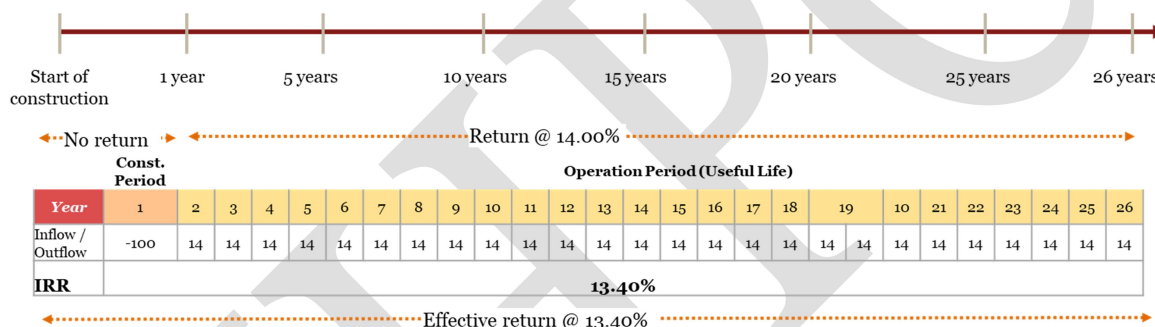 Start of construction
1 year
5 years
10 years
15 years
20 years
25 years
26 years
No return
Return @ 14.00%
Const. Period
Operation Period (Useful Life)
Year 1 2 3 4 5 6 7 8 9 10 11 12 13 14 15 16 17 18 19 10 21 22 23 24 25 26
Inflow / Outflow -100 14 14 14 14 14 14 14 14 14 14 14 14 14 14 14 14 14 14 14 14 14 14 14 14 14 14
IRR 13.40%
Effective return @ 13.40%